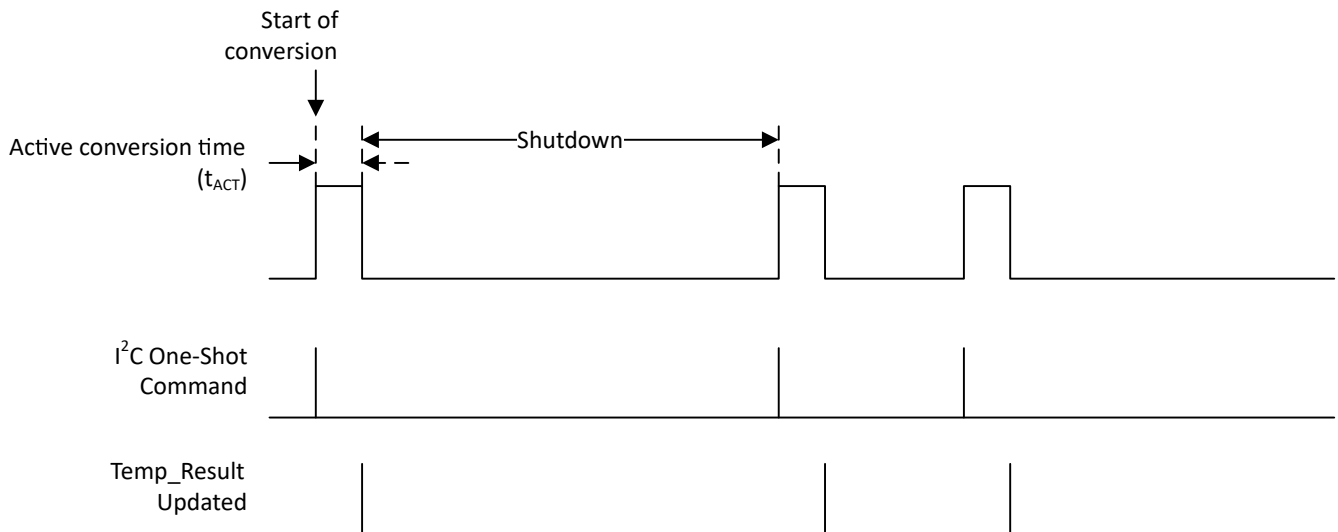 Start of
conversion
Active conversion time
(tACT)
Shutdown
I²C One-Shot
Command
Temp_Result
Updated